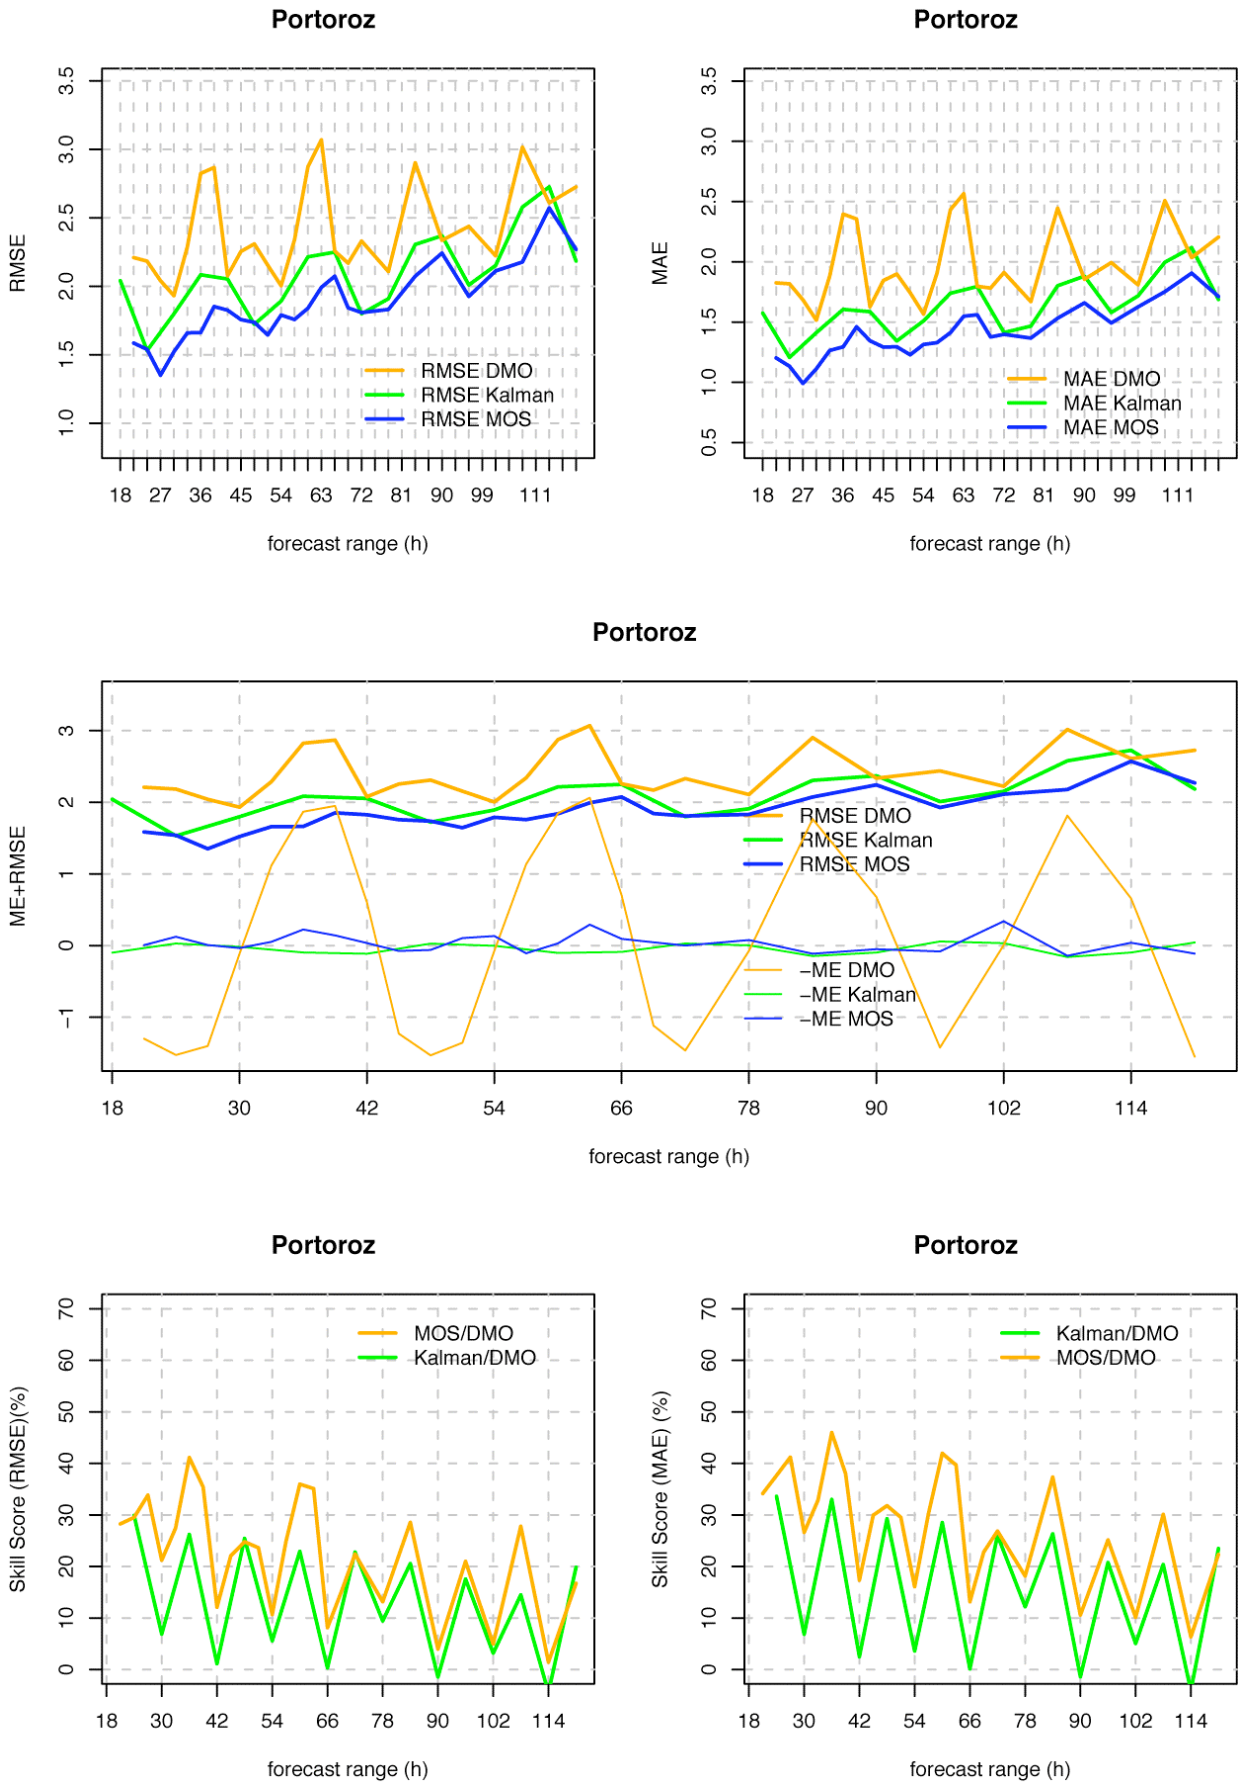 Portoroz
RMSE
3.5
3.0
2.5
2.0
1.5
1.0
RMSE DMO
RMSE Kalman
RMSE MOS
18 27 36 45 54 63 72 81 90 99 111
forecast range (h)
Portoroz
MAE
3.5
3.0
2.5
2.0
1.5
1.0
0.5
MAE DMO
MAE Kalman
MAE MOS
18 27 36 45 54 63 72 81 90 99 111
forecast range (h)
Portoroz
ME+RMSE
3
2
1
0
−1
RMSE DMO
RMSE Kalman
RMSE MOS
−ME DMO
−ME Kalman
−ME MOS
18 30 42 54 66 78 90 102 114
forecast range (h)
Portoroz
Skill Score (RMSE)(%)
70
60
50
40
30
20
10
0
MOS/DMO
Kalman/DMO
18 30 42 54 66 78 90 102 114
forecast range (h)
Portoroz
Skill Score (MAE) (%)
70
60
50
40
30
20
10
0
Kalman/DMO
MOS/DMO
18 30 42 54 66 78 90 102 114
forecast range (h)